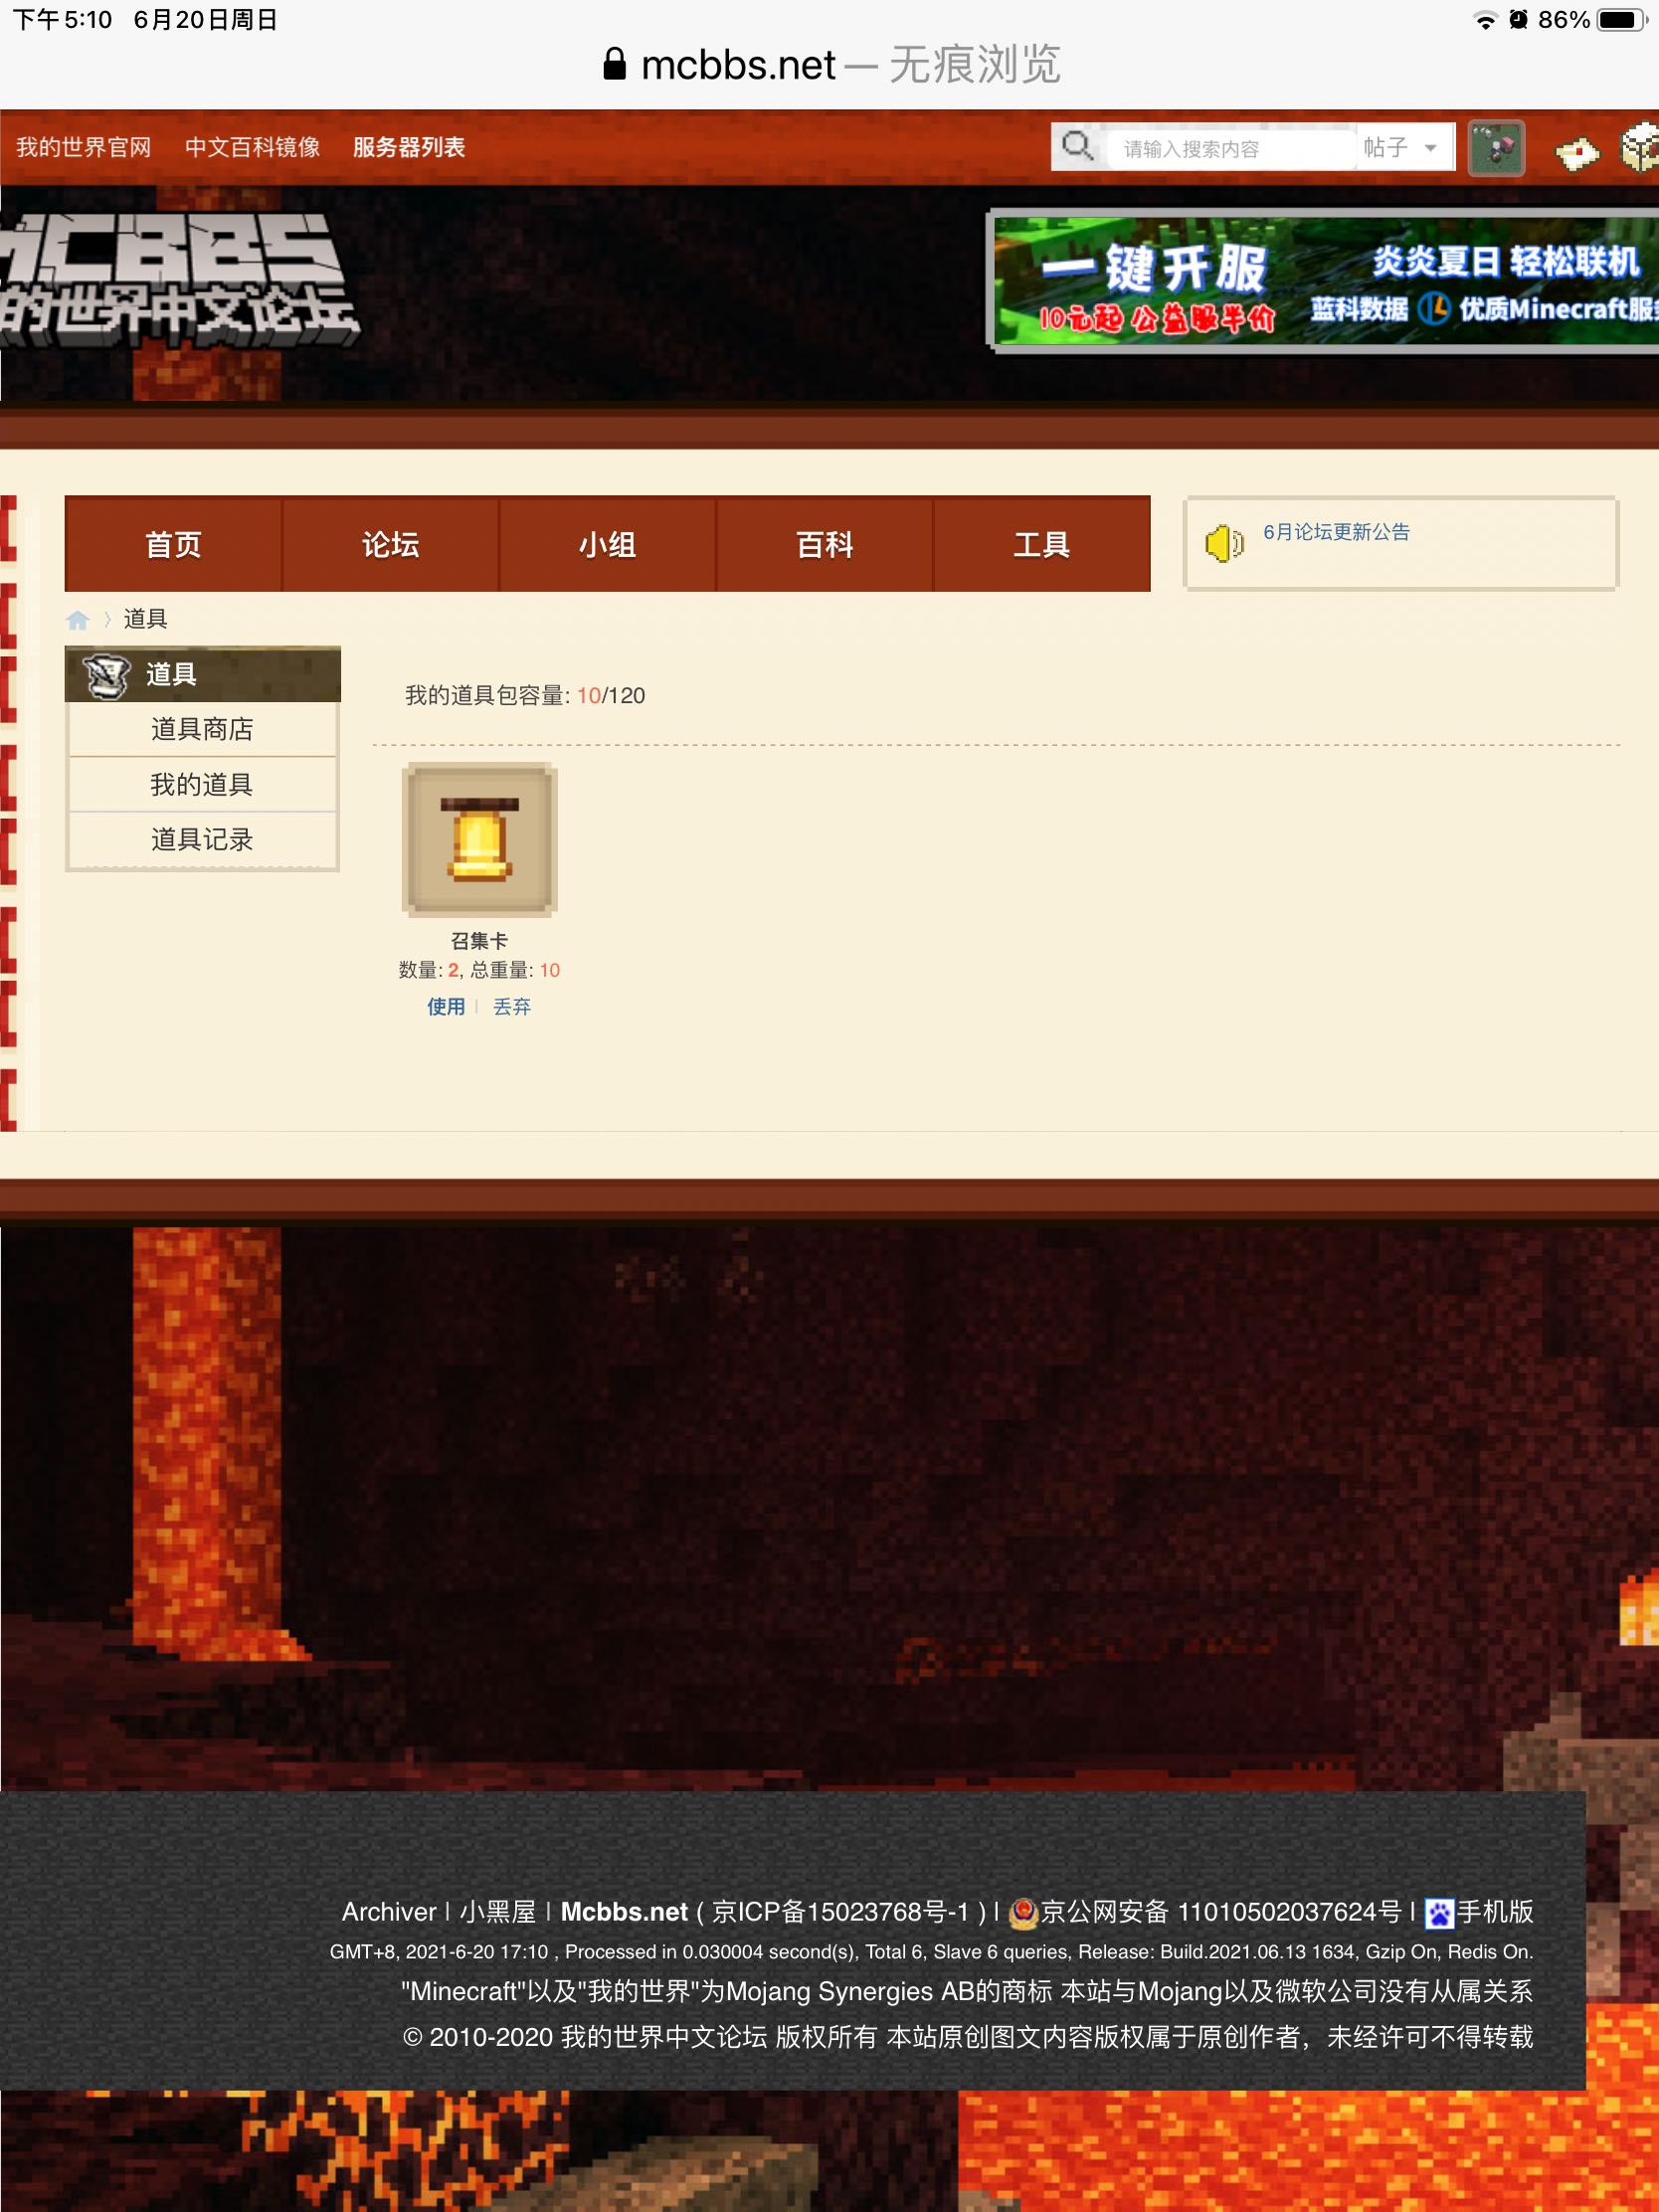 下午5:10 6月20日周日 86%
mcbbs.net — 无痕浏览
我的世界官网 中文百科镜像 服务器列表 请输入搜索内容 帖子
MCBBS
的世界中文论坛
一键开服 炎炎夏日 轻松联机
10元起 公益服半价 蓝科数据 优质Minecraft服务
首页 论坛 小组 百科 工具
6月论坛更新公告
道具
道具
道具商店
我的道具
道具记录
我的道具包容量: 10/120
召集卡
数量: 2, 总重量: 10
使用 | 丢弃
Archiver | 小黑屋 | Mcbbs.net ( 京ICP备15023768号-1 ) | 京公网安备 11010502037624号 | 手机版
GMT+8, 2021-6-20 17:10 , Processed in 0.030004 second(s), Total 6, Slave 6 queries, Release: Build.2021.06.13 1634, Gzip On, Redis On.
"Minecraft"以及"我的世界"为Mojang Synergies AB的商标 本站与Mojang以及微软公司没有从属关系
© 2010-2020 我的世界中文论坛 版权所有 本站原创图文内容版权属于原创作者，未经许可不得转载